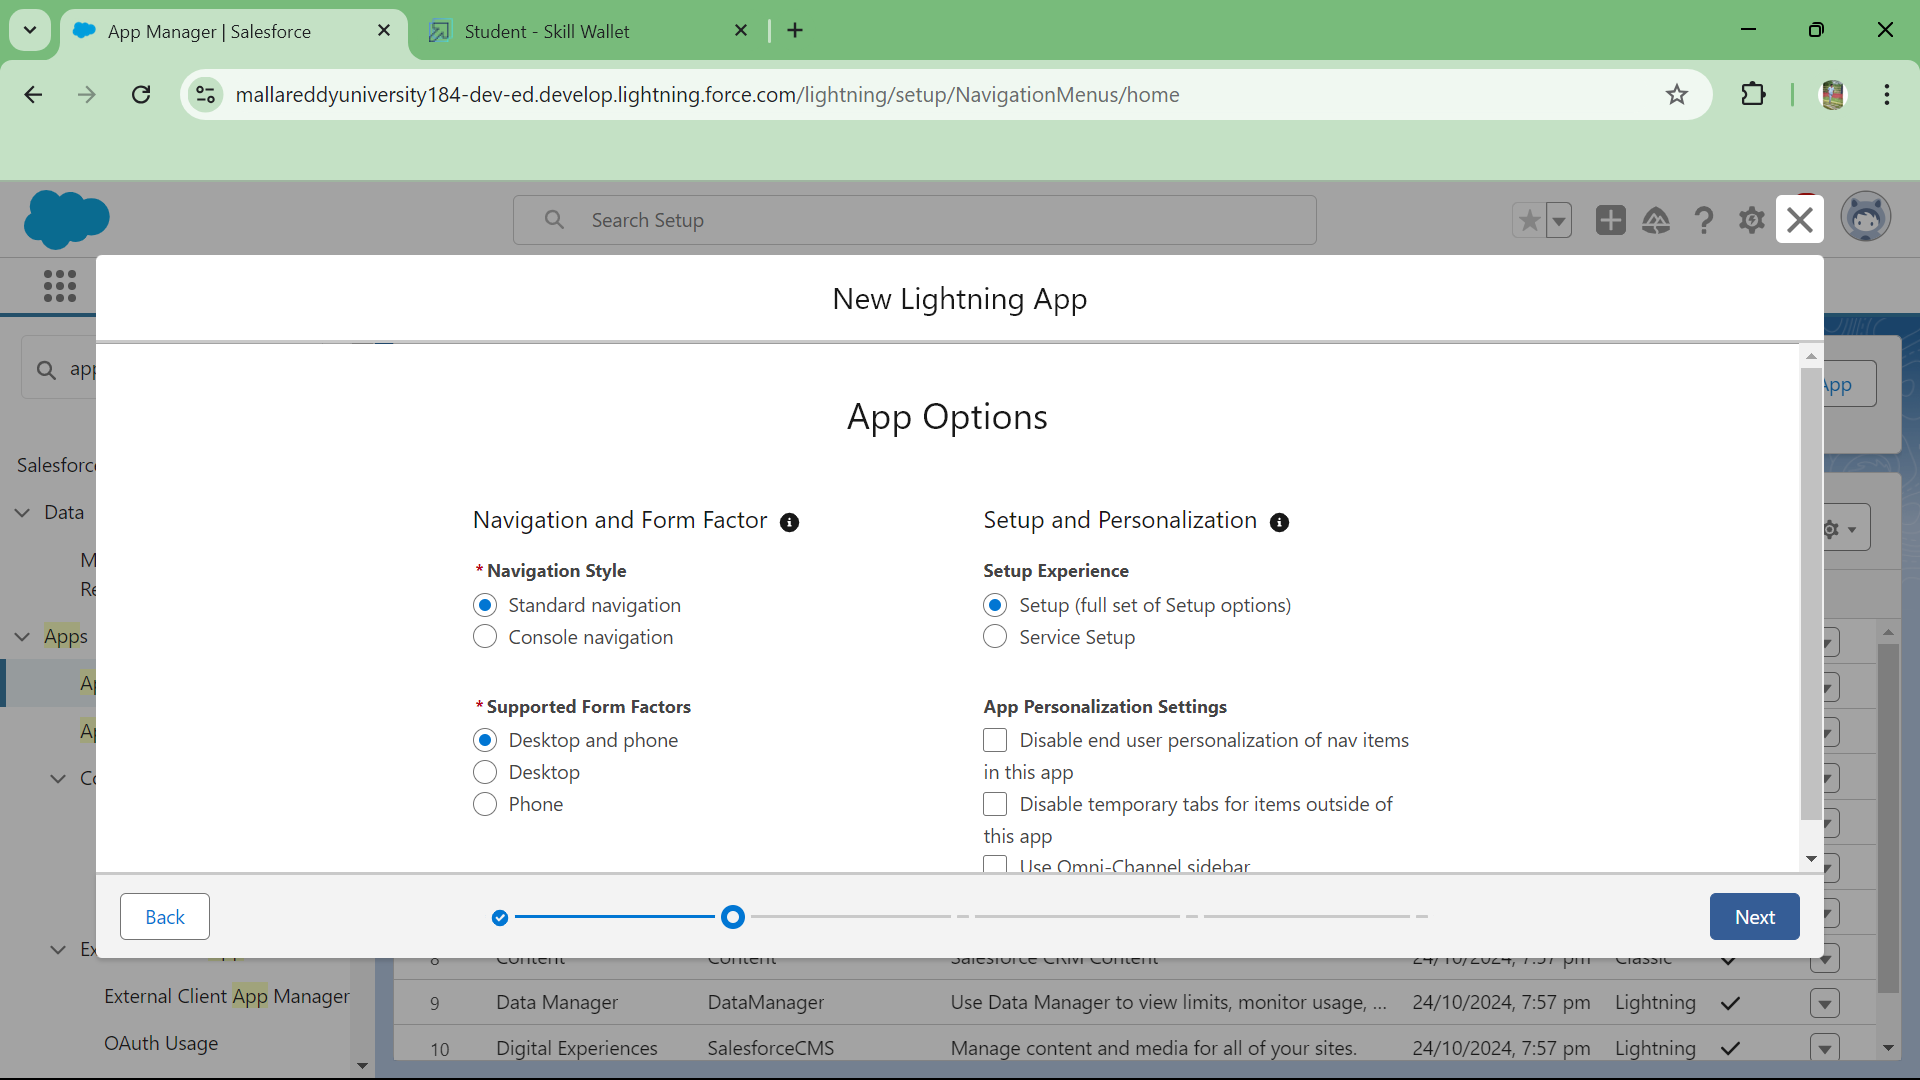 App Manager | Salesforce
Student - Skill Wallet
mallareddyuniversity184-dev-ed.develop.lightning.force.com/lightning/setup/NavigationMenus/home
Search Setup
New Lightning App
app
App
App Options
Salesforce
Data
Navigation and Form Factor
Setup and Personalization
* Navigation Style
Setup Experience
Standard navigation
Setup (full set of Setup options)
Console navigation
Service Setup
Apps
* Supported Form Factors
App Personalization Settings
Desktop and phone
Disable end user personalization of nav items
in this app
Desktop
Phone
Disable temporary tabs for items outside of
this app
Use Omni-Channel sidebar
Back
Next
8 Content Content Salesforce CRM Content 24/10/2024, 7:57 pm Classic
External Client App Manager
9 Data Manager DataManager Use Data Manager to view limits, monitor usage, ... 24/10/2024, 7:57 pm Lightning
OAuth Usage
10 Digital Experiences SalesforceCMS Manage content and media for all of your sites. 24/10/2024, 7:57 pm Lightning